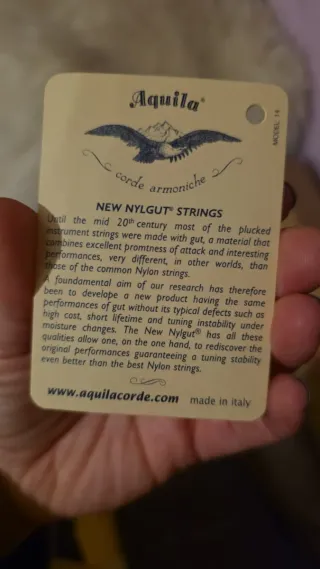 Aquila®
MODEL 14
corde armoniche
NEW NYLGUT® STRINGS
Until the mid 20th century most of the plucked
instrument strings were made with gut, a material that
combines excellent promtness of attack and interesting
performances, very different, in other worlds, than
those of the common Nylon strings.
A foundamental aim of our research has therefore
been to develope a new product having the same
performances of gut without its typical defects such as
high cost, short lifetime and tuning instability under
moisture changes. The New Nylgut® has all these
qualities allow one, on the one hand, to rediscover the
original performances guaranteeing a tuning stability
even better than the best Nylon strings.
www.aquilacorde.com made in italy